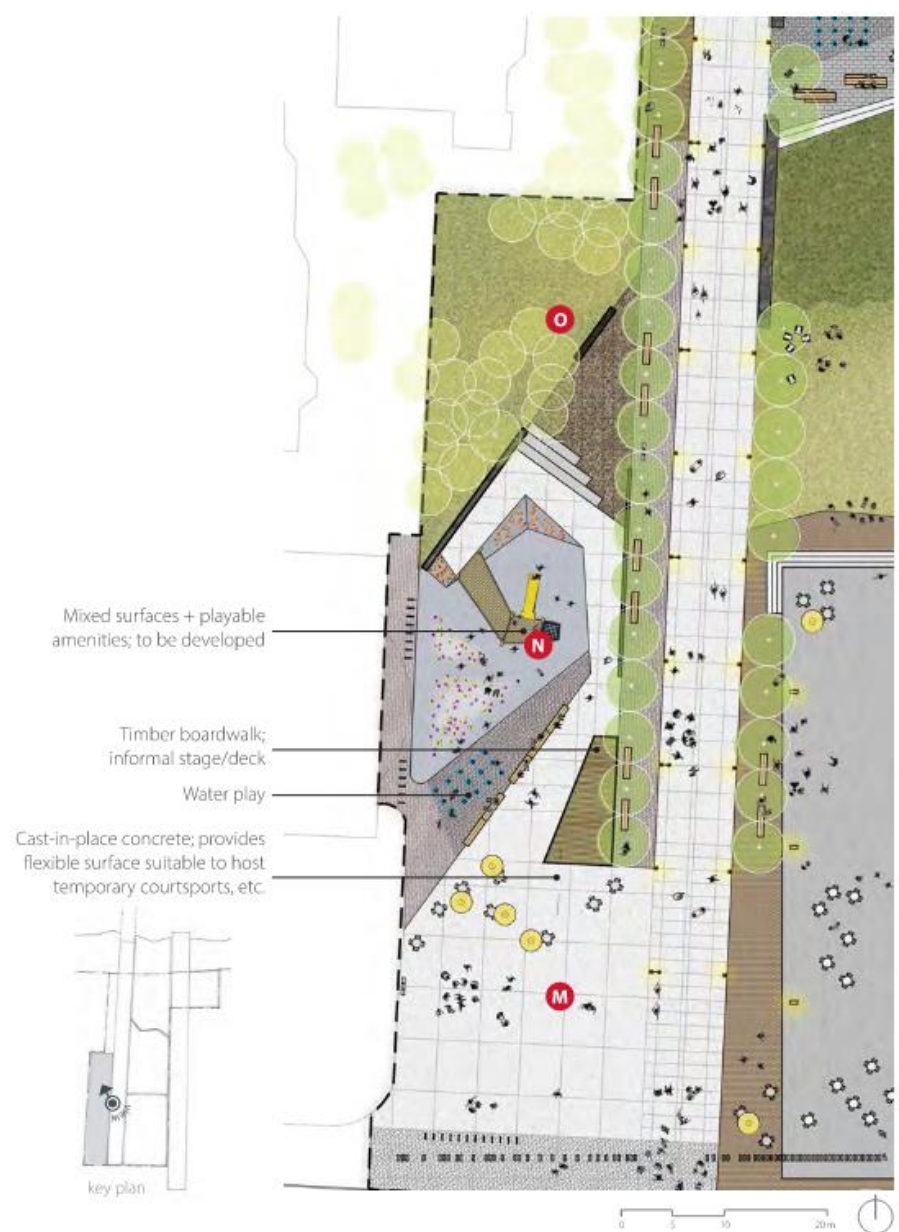 O
Mixed surfaces + playable
amenities; to be developed
N
Timber boardwalk;
informal stage/deck
Water play
Cast-in-place concrete; provides
flexible surface suitable to host
temporary courtsports, etc.
M
key plan
0 5 10 20m